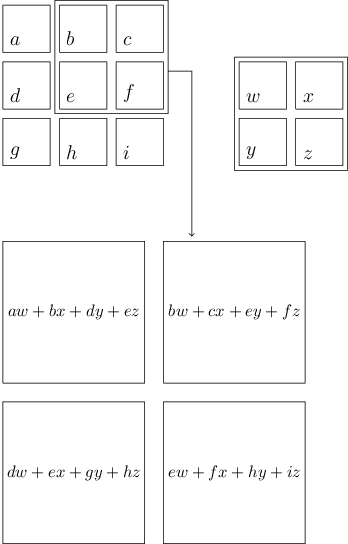 a b c
d e f w x
g h i y z
aw + bx + dy + ez bw + cx + ey + fz
dw + ex + gy + hz ew + fx + hy + iz